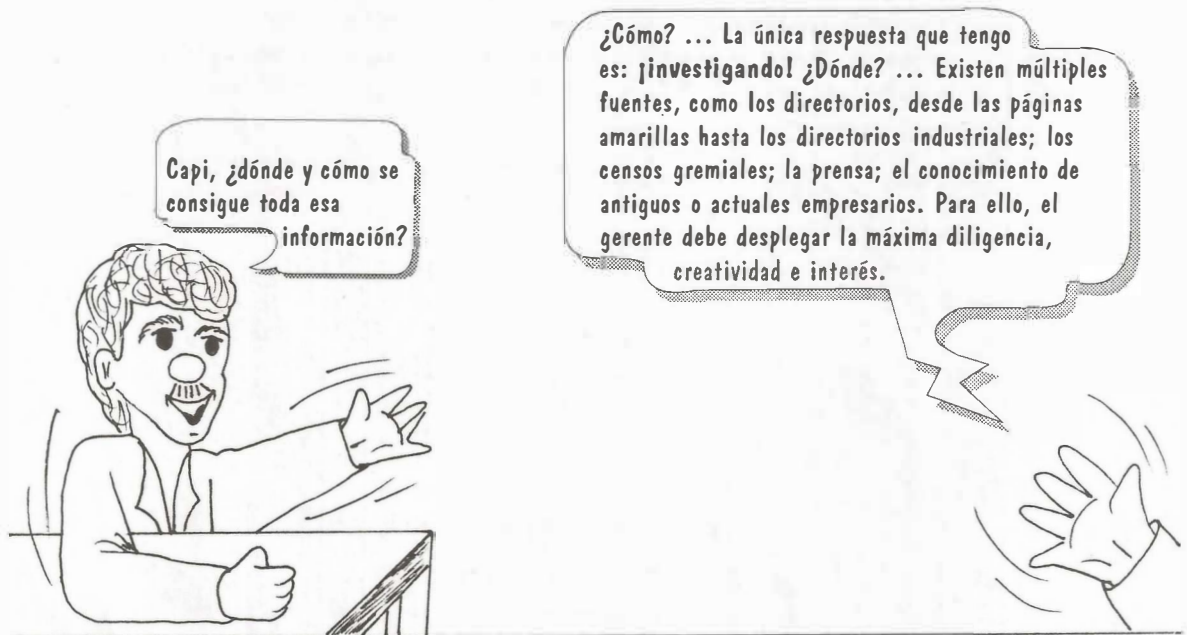 Capi, ¿dónde y cómo se
consigue toda esa
información?
¿Cómo? ... La única respuesta que tengo
es: ¡investigando! ¿Dónde? ... Existen múltiples
fuentes, como los directorios, desde las páginas
amarillas hasta los directorios industriales; los
censos gremiales; la prensa; el conocimiento de
antiguos o actuales empresarios. Para ello, el
gerente debe desplegar la máxima diligencia,
creatividad e interés.